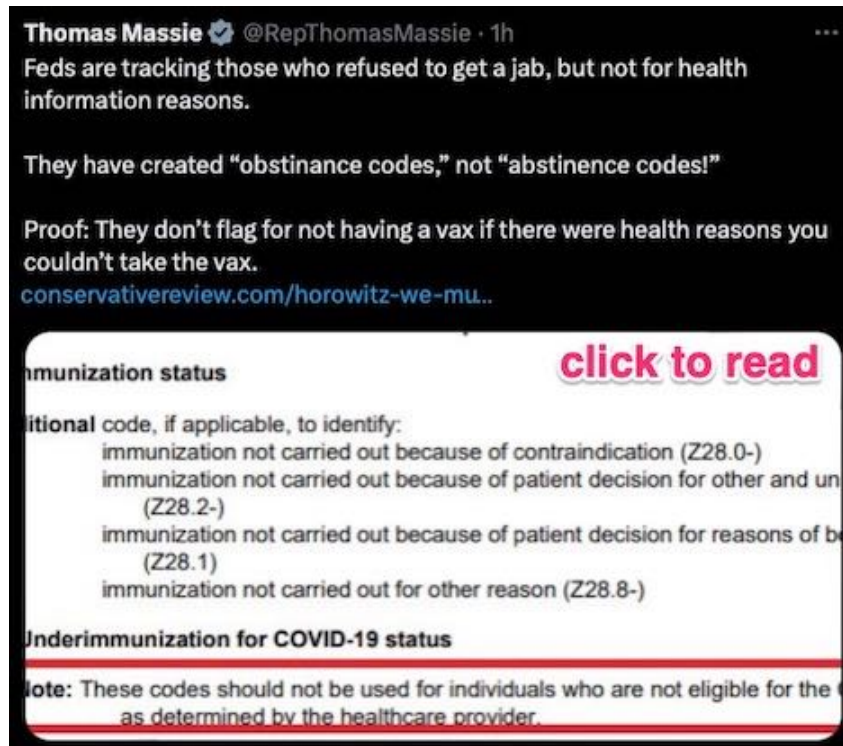 Thomas Massie @RepThomasMassie · 1h
Feds are tracking those who refused to get a jab, but not for health
information reasons.
They have created “obstinance codes,” not “abstinence codes!”
Proof: They don’t flag for not having a vax if there were health reasons you
couldn’t take the vax.
conservativereview.com/horowitz-we-mu...
click to read
mmunization status
itional code, if applicable, to identify:
immunization not carried out because of contraindication (Z28.0-)
immunization not carried out because of patient decision for other and un
(Z28.2-)
immunization not carried out because of patient decision for reasons of be
(Z28.1)
immunization not carried out for other reason (Z28.8-)
Underimmunization for COVID-19 status
Note: These codes should not be used for individuals who are not eligible for the
as determined by the healthcare provider.